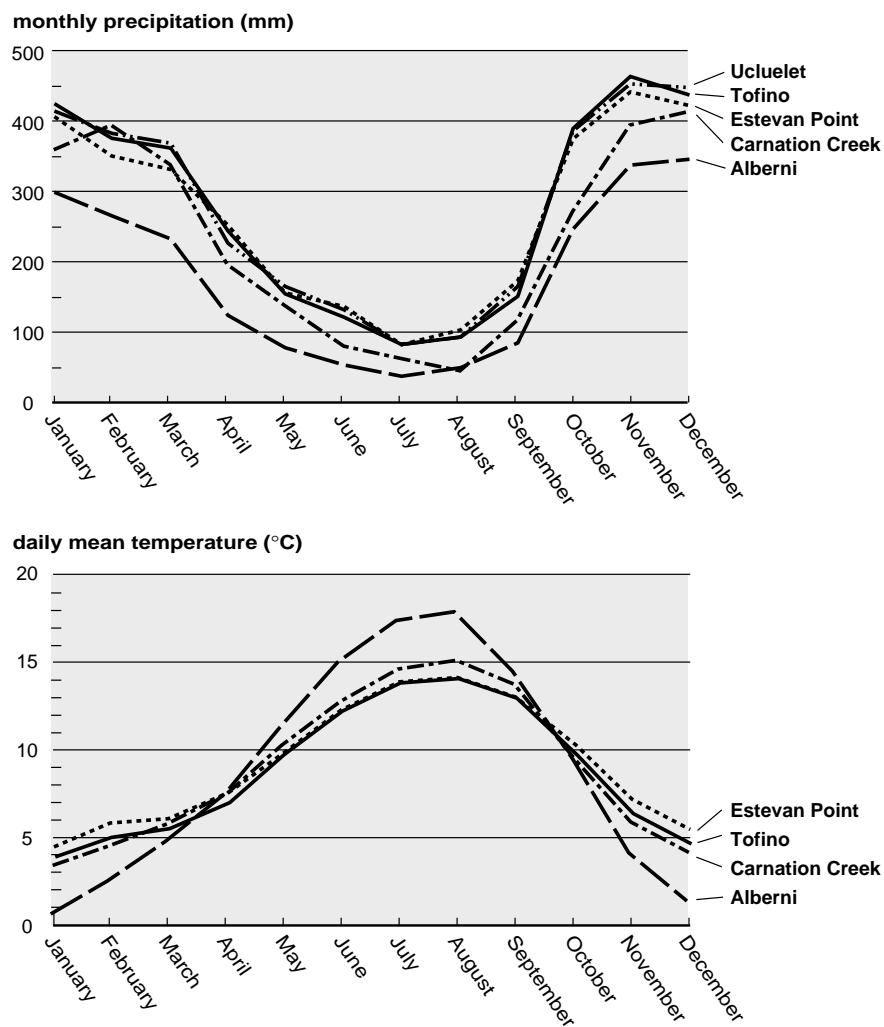 monthly precipitation (mm)
500
400
300
200
100
0
Ucluelet
Tofino
Estevan Point
Carnation Creek
Alberni
January
February
March
April
May
June
July
August
September
October
November
December
daily mean temperature (°C)
20
15
10
5
0
Estevan Point
Tofino
Carnation Creek
Alberni
January
February
March
April
May
June
July
August
September
October
November
December